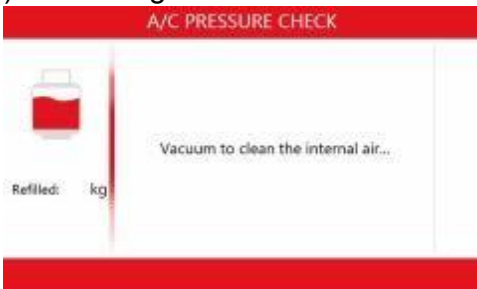 A/C PRESSURE CHECK
Vacuum to clean the internal air...
Refilled: kg